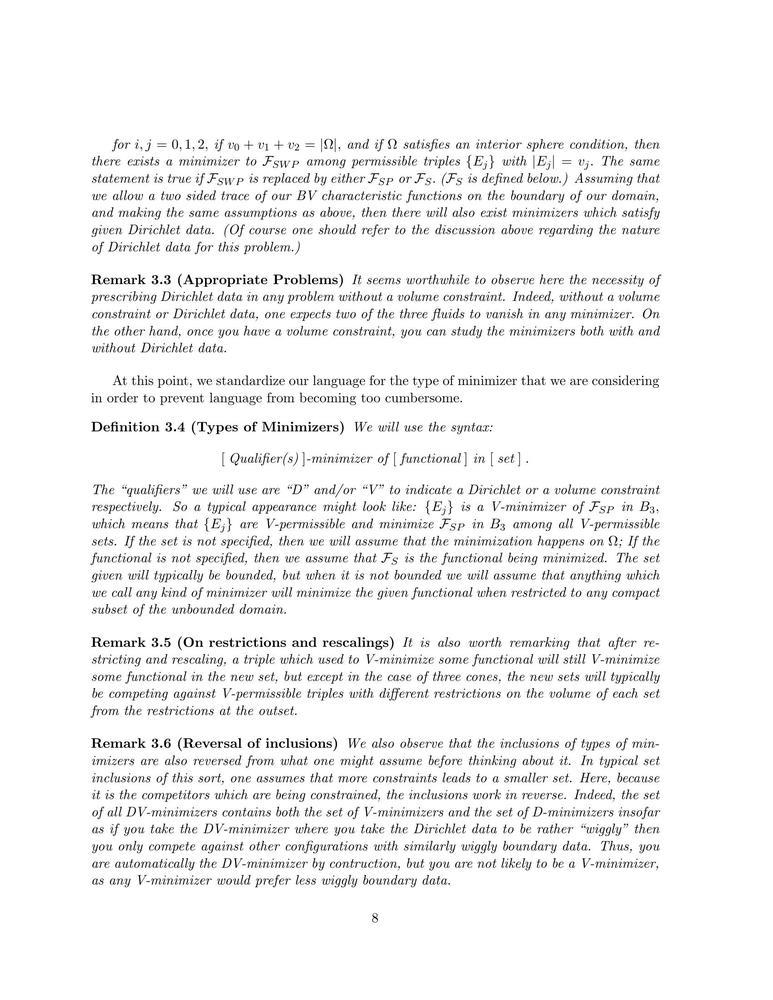 for i, j = 0, 1, 2, if v₀ + v₁ + v₂ = |Ω|, and if Ω satisfies an interior sphere condition, then
there exists a minimizer to ℱ_SWP among permissible triples {E_j} with |E_j| = v_j. The same
statement is true if ℱ_SWP is replaced by either ℱ_SP or ℱ_S. (ℱ_S is defined below.) Assuming that
we allow a two sided trace of our BV characteristic functions on the boundary of our domain,
and making the same assumptions as above, then there will also exist minimizers which satisfy
given Dirichlet data. (Of course one should refer to the discussion above regarding the nature
of Dirichlet data for this problem.)
Remark 3.3 (Appropriate Problems) It seems worthwhile to observe here the necessity of
prescribing Dirichlet data in any problem without a volume constraint. Indeed, without a volume
constraint or Dirichlet data, one expects two of the three fluids to vanish in any minimizer. On
the other hand, once you have a volume constraint, you can study the minimizers both with and
without Dirichlet data.
At this point, we standardize our language for the type of minimizer that we are considering
in order to prevent language from becoming too cumbersome.
Definition 3.4 (Types of Minimizers) We will use the syntax:
[ Qualifier(s) ]-minimizer of [ functional ] in [ set ] .
The “qualifiers” we will use are “D” and/or “V” to indicate a Dirichlet or a volume constraint
respectively. So a typical appearance might look like: {E_j} is a V-minimizer of ℱ_SP in B₃,
which means that {E_j} are V-permissible and minimize ℱ_SP in B₃ among all V-permissible
sets. If the set is not specified, then we will assume that the minimization happens on Ω; If the
functional is not specified, then we assume that ℱ_S is the functional being minimized. The set
given will typically be bounded, but when it is not bounded we will assume that anything which
we call any kind of minimizer will minimize the given functional when restricted to any compact
subset of the unbounded domain.
Remark 3.5 (On restrictions and rescalings) It is also worth remarking that after re-
stricting and rescaling, a triple which used to V-minimize some functional will still V-minimize
some functional in the new set, but except in the case of three cones, the new sets will typically
be competing against V-permissible triples with different restrictions on the volume of each set
from the restrictions at the outset.
Remark 3.6 (Reversal of inclusions) We also observe that the inclusions of types of min-
imizers are also reversed from what one might assume before thinking about it. In typical set
inclusions of this sort, one assumes that more constraints leads to a smaller set. Here, because
it is the competitors which are being constrained, the inclusions work in reverse. Indeed, the set
of all DV-minimizers contains both the set of V-minimizers and the set of D-minimizers insofar
as if you take the DV-minimizer where you take the Dirichlet data to be rather “wiggly” then
you only compete against other configurations with similarly wiggly boundary data. Thus, you
are automatically the DV-minimizer by contruction, but you are not likely to be a V-minimizer,
as any V-minimizer would prefer less wiggly boundary data.
8